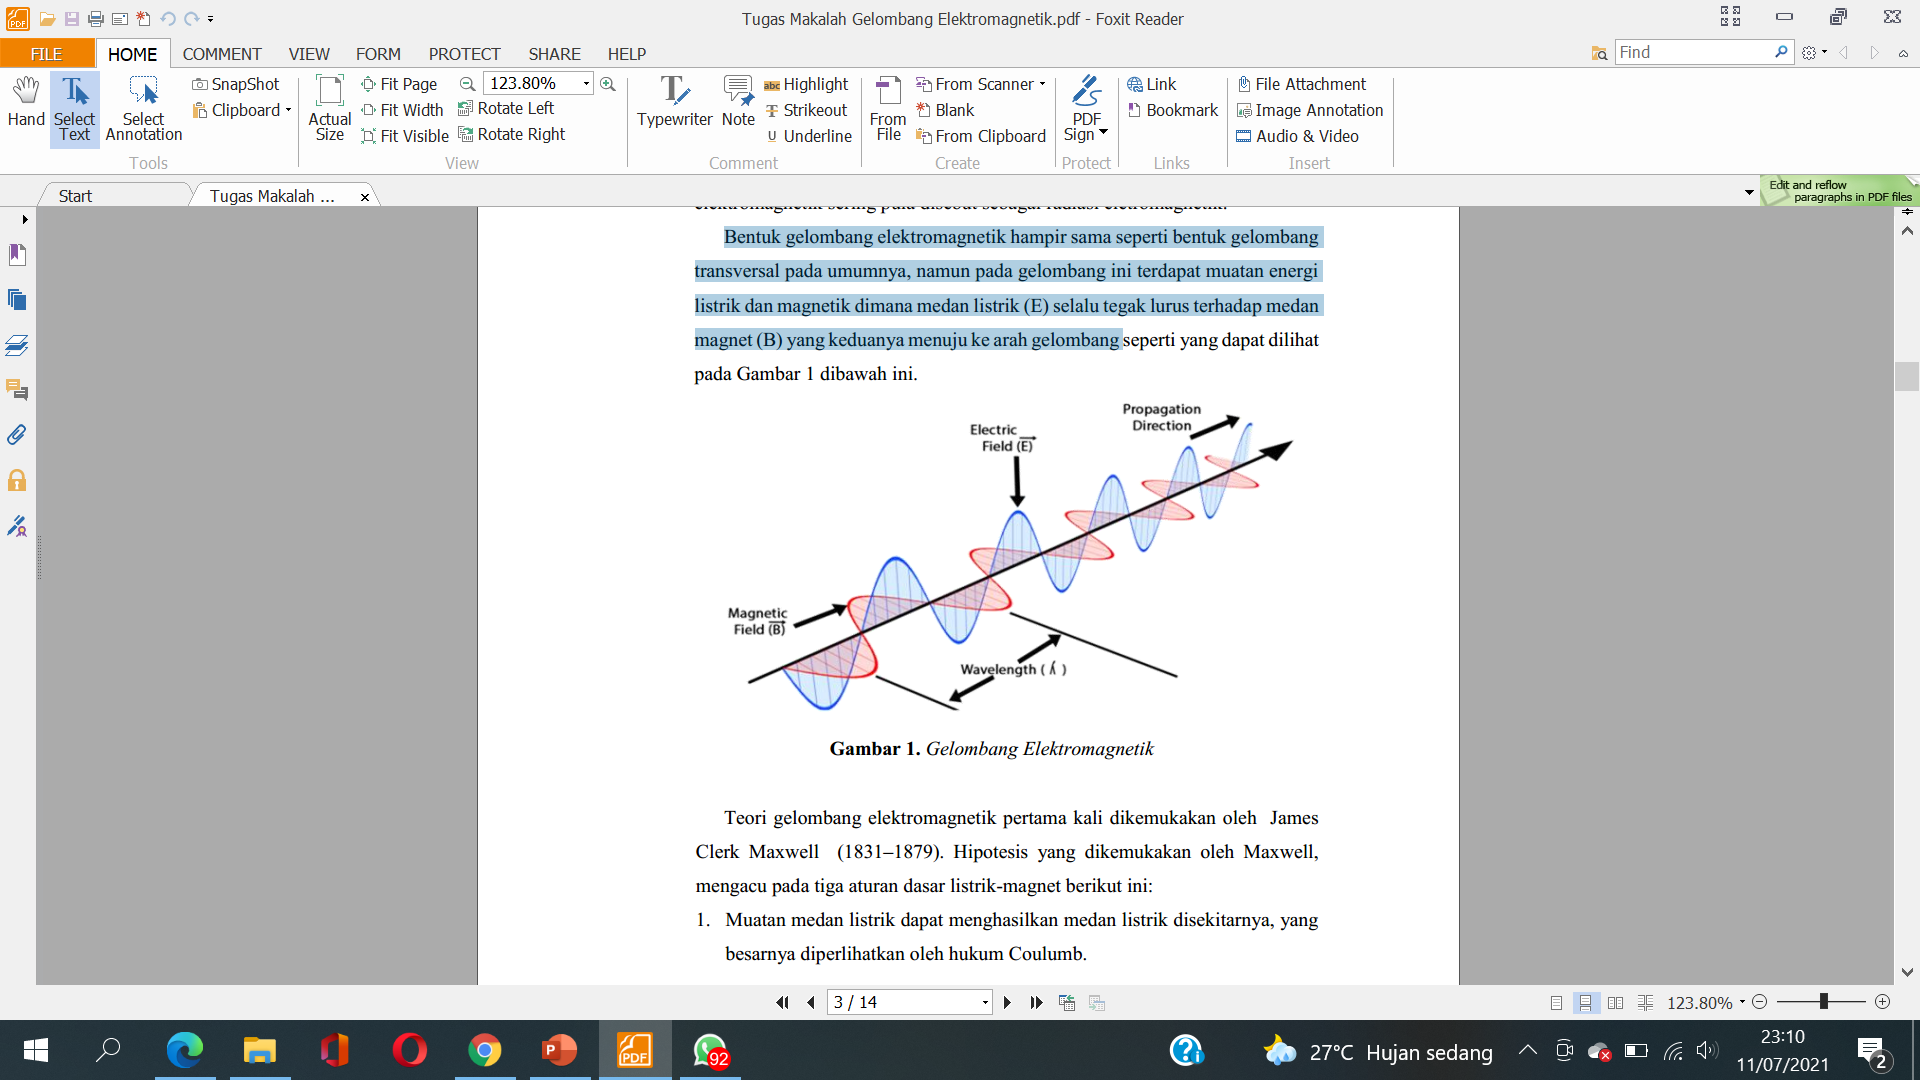 Tugas Makalah Gelombang Elektromagnetik.pdf - Foxit Reader
FILE HOME COMMENT VIEW FORM PROTECT SHARE HELP
Find
Hand
Select Text
Select Annotation
SnapShot
Clipboard
Tools
Actual Size
Fit Page
Fit Width
Fit Visible
123.80%
Rotate Left
Rotate Right
View
Typewriter
Note
Highlight
Strikeout
Underline
Comment
From File
From Scanner
Blank
From Clipboard
Create
PDF Sign
Protect
Link
Bookmark
Links
File Attachment
Image Annotation
Audio & Video
Insert
Start
Tugas Makalah ...
Edit and reflow
paragraphs in PDF files
elektromagnetik sering pula disebut sebagai radiasi eletromagnetik.
Bentuk gelombang elektromagnetik hampir sama seperti bentuk gelombang
transversal pada umumnya, namun pada gelombang ini terdapat muatan energi
listrik dan magnetik dimana medan listrik (E) selalu tegak lurus terhadap medan
magnet (B) yang keduanya menuju ke arah gelombang seperti yang dapat dilihat
pada Gambar 1 dibawah ini.
Propagation
Direction
Electric
Field (E)
Magnetic
Field (B)
Wavelength ( λ )
Gambar 1. Gelombang Elektromagnetik
Teori gelombang elektromagnetik pertama kali dikemukakan oleh James
Clerk Maxwell (1831–1879). Hipotesis yang dikemukakan oleh Maxwell,
mengacu pada tiga aturan dasar listrik-magnet berikut ini:
1. Muatan medan listrik dapat menghasilkan medan listrik disekitarnya, yang
besarnya diperlihatkan oleh hukum Coulumb.
3 / 14
123.80%
PDF
92
27°C Hujan sedang
23:10
11/07/2021
2